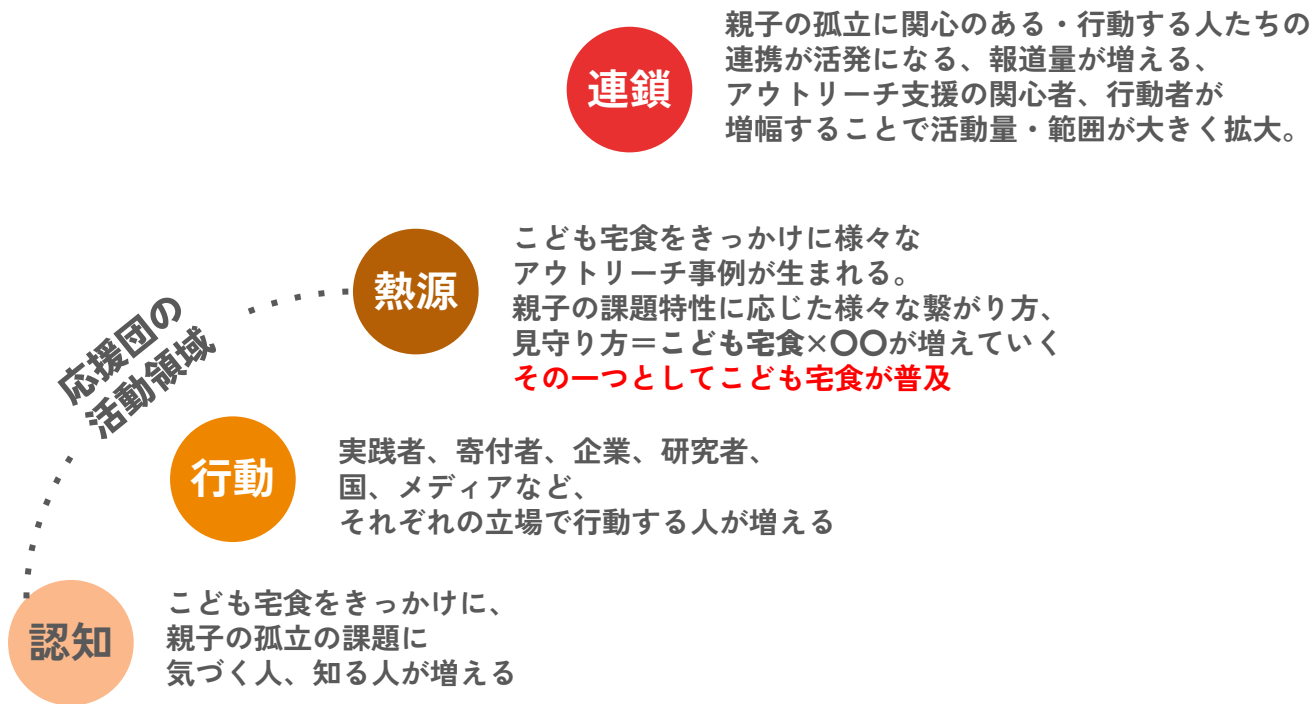 連鎖
親子の孤立に関心のある・行動する人たちの
連携が活発になる、報道量が増える、
アウトリーチ支援の関心者、行動者が
増幅することで活動量・範囲が大きく拡大。
熱源
こども宅食をきっかけに様々な
アウトリーチ事例が生まれる。
親子の課題特性に応じた様々な繋がり方、
見守り方＝こども宅食×〇〇が増えていく
その一つとしてこども宅食が普及
応援団の
活動領域
行動
実践者、寄付者、企業、研究者、
国、メディアなど、
それぞれの立場で行動する人が増える
認知
こども宅食をきっかけに、
親子の孤立の課題に
気づく人、知る人が増える